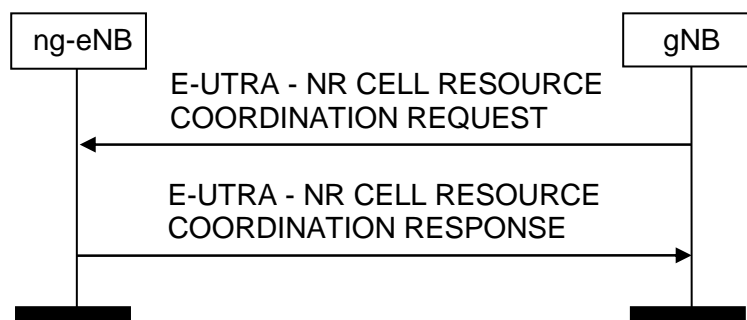 ng-eNB
gNB
E-UTRA - NR CELL RESOURCE
COORDINATION REQUEST
E-UTRA - NR CELL RESOURCE
COORDINATION RESPONSE